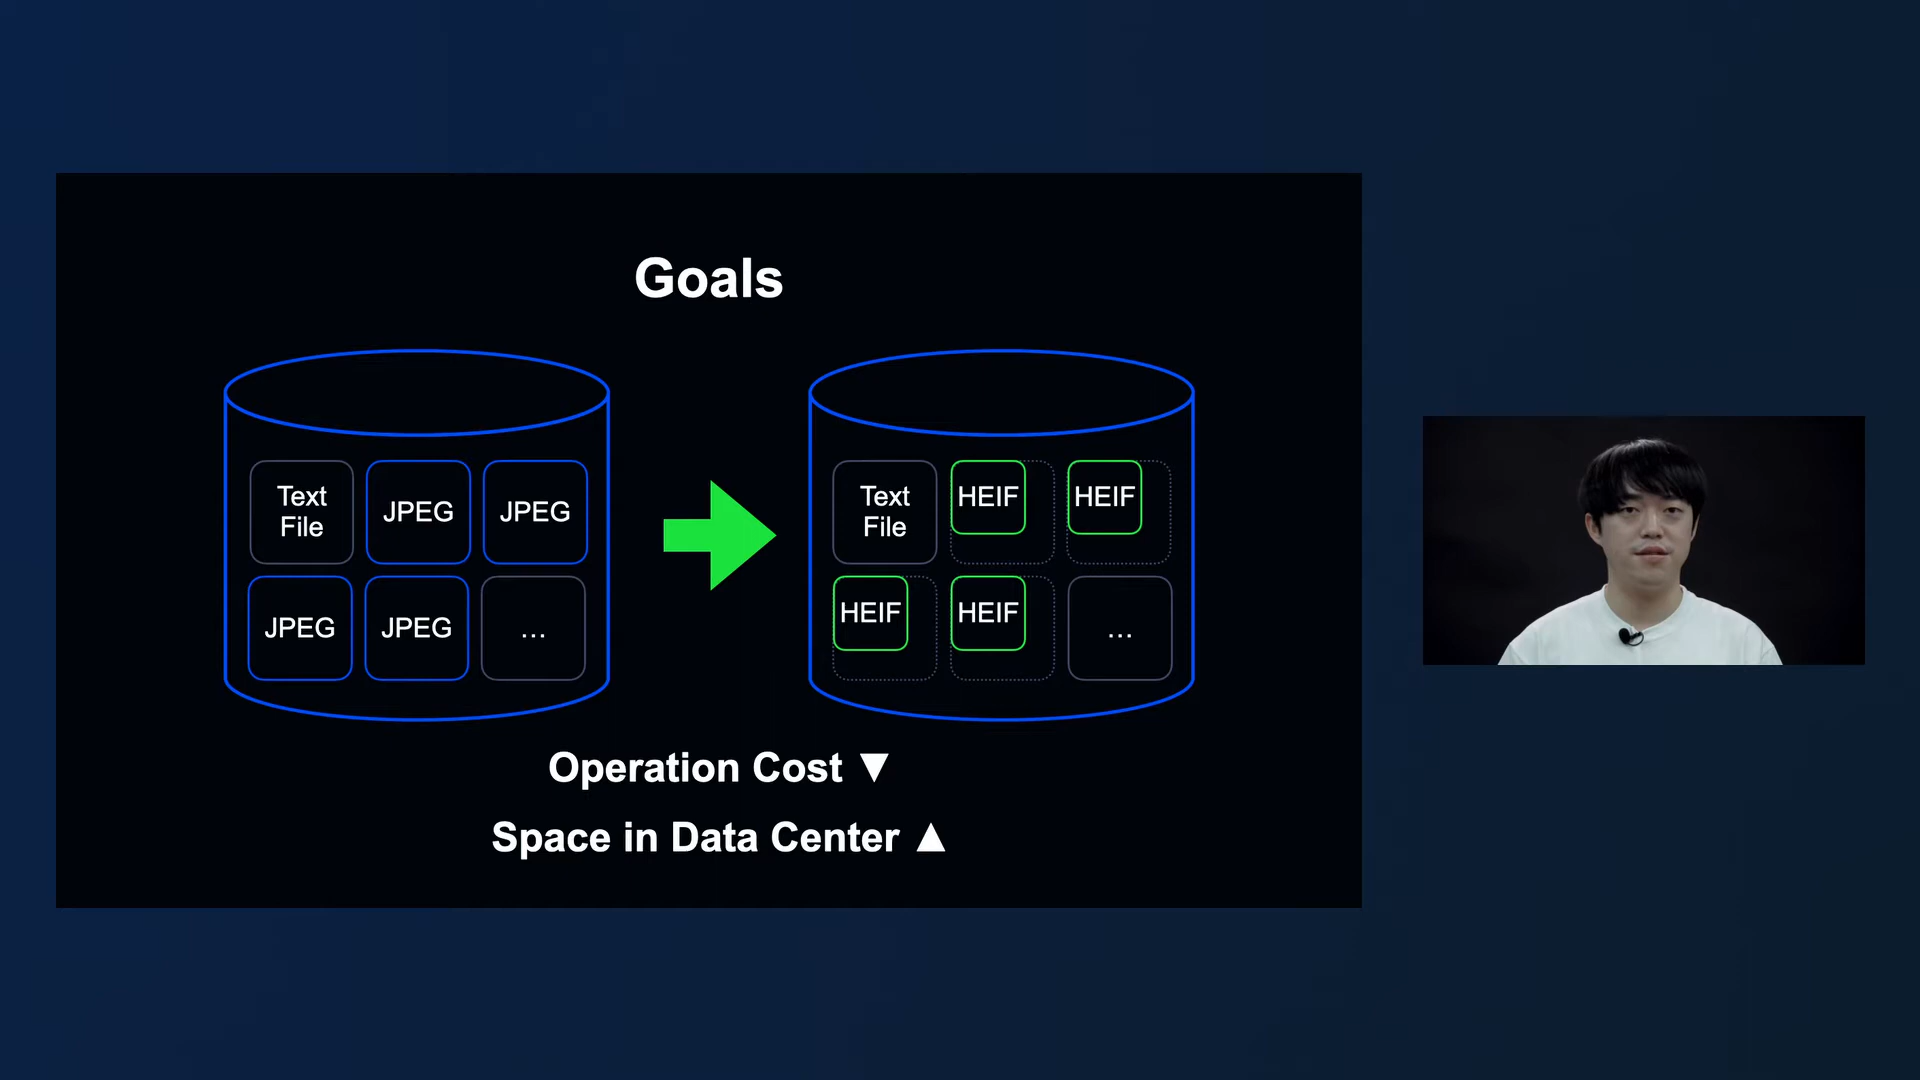 Goals
Text
File
JPEG
JPEG
JPEG
JPEG
...
Text
File
HEIF
HEIF
HEIF
HEIF
...
Operation Cost ▼
Space in Data Center ▲